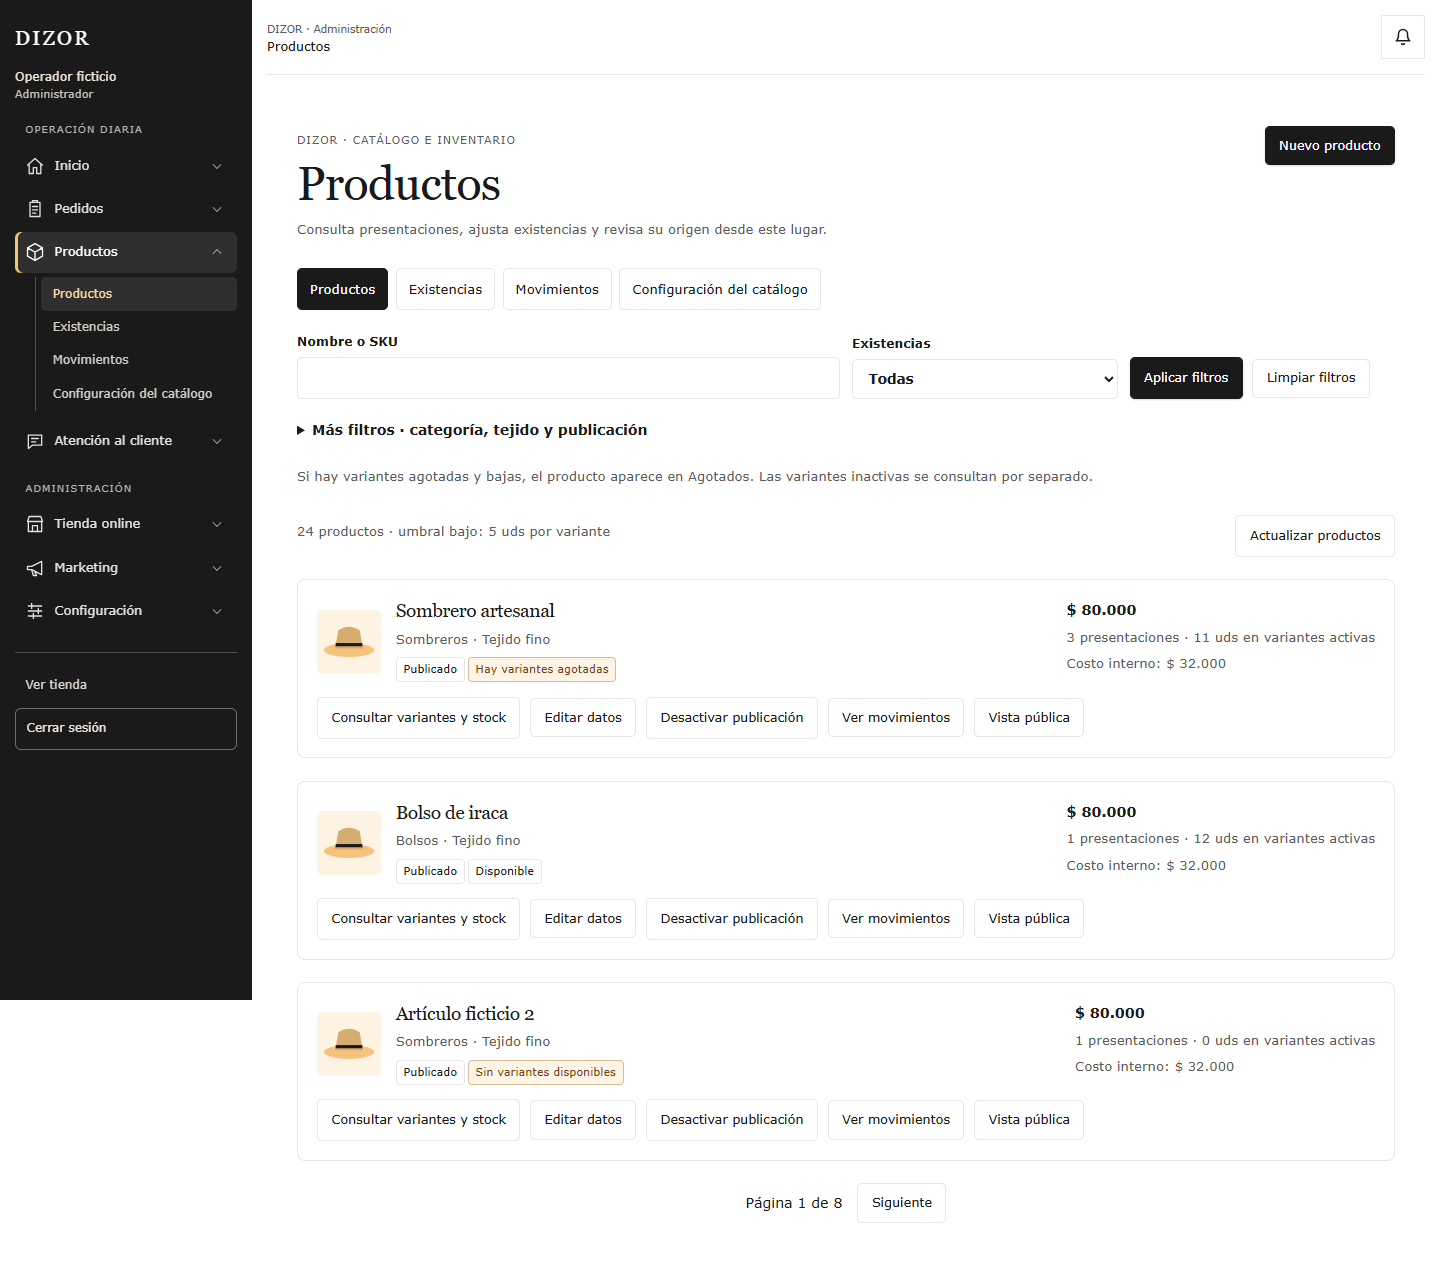 DIZOR
Operador ficticio
Administrador
OPERACIÓN DIARIA
Inicio
Pedidos
Productos
Productos
Existencias
Movimientos
Configuración del catálogo
Atención al cliente
ADMINISTRACIÓN
Tienda online
Marketing
Configuración
Ver tienda
Cerrar sesión
DIZOR · Administración
Productos
DIZOR · CATÁLOGO E INVENTARIO
Nuevo producto
Productos
Consulta presentaciones, ajusta existencias y revisa su origen desde este lugar.
Productos Existencias Movimientos Configuración del catálogo
Nombre o SKU
Existencias
Todas
Aplicar filtros
Limpiar filtros
Más filtros · categoría, tejido y publicación
Si hay variantes agotadas y bajas, el producto aparece en Agotados. Las variantes inactivas se consultan por separado.
24 productos · umbral bajo: 5 uds por variante
Actualizar productos
Sombrero artesanal
Sombreros · Tejido fino
Publicado Hay variantes agotadas
$ 80.000
3 presentaciones · 11 uds en variantes activas
Costo interno: $ 32.000
Consultar variantes y stock Editar datos Desactivar publicación Ver movimientos Vista pública
Bolso de iraca
Bolsos · Tejido fino
Publicado Disponible
$ 80.000
1 presentaciones · 12 uds en variantes activas
Costo interno: $ 32.000
Consultar variantes y stock Editar datos Desactivar publicación Ver movimientos Vista pública
Artículo ficticio 2
Sombreros · Tejido fino
Publicado Sin variantes disponibles
$ 80.000
1 presentaciones · 0 uds en variantes activas
Costo interno: $ 32.000
Consultar variantes y stock Editar datos Desactivar publicación Ver movimientos Vista pública
Página 1 de 8 Siguiente